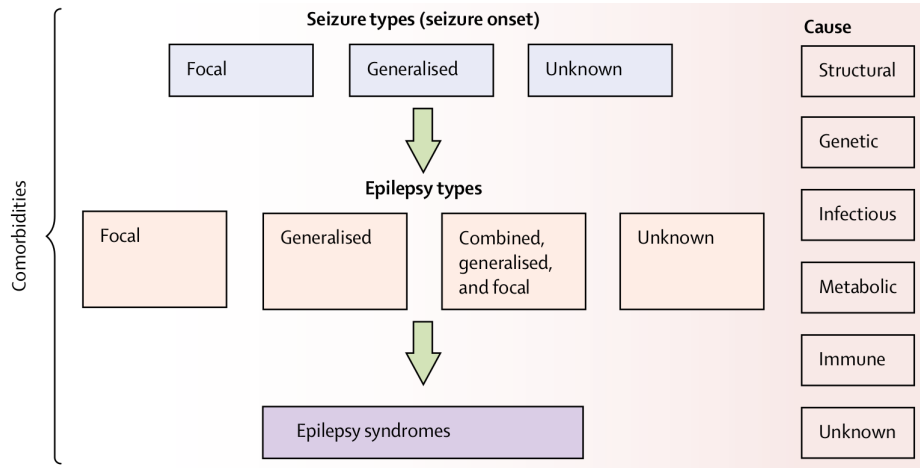 Seizure types (seizure onset)
Focal
Generalised
Unknown
Epilepsy types
Focal
Generalised
Combined,
generalised,
and focal
Unknown
Epilepsy syndromes
Comorbidities
Cause
Structural
Genetic
Infectious
Metabolic
Immune
Unknown